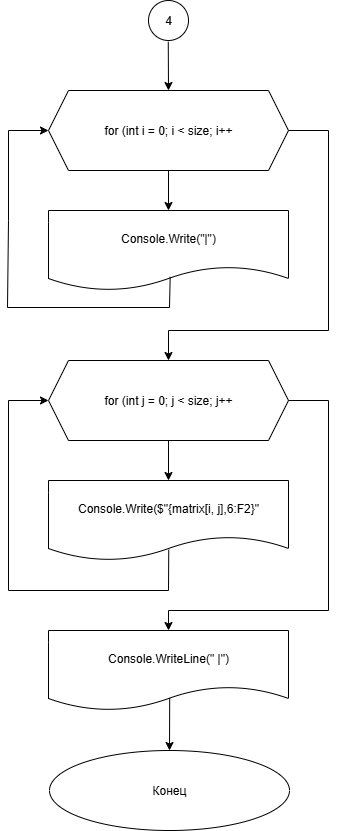 4
for (int i = 0; i < size; i++
Console.Write("|")
for (int j = 0; j < size; j++
Console.Write($"{matrix[i, j],6:F2}"
Console.WriteLine(" |")
Конец